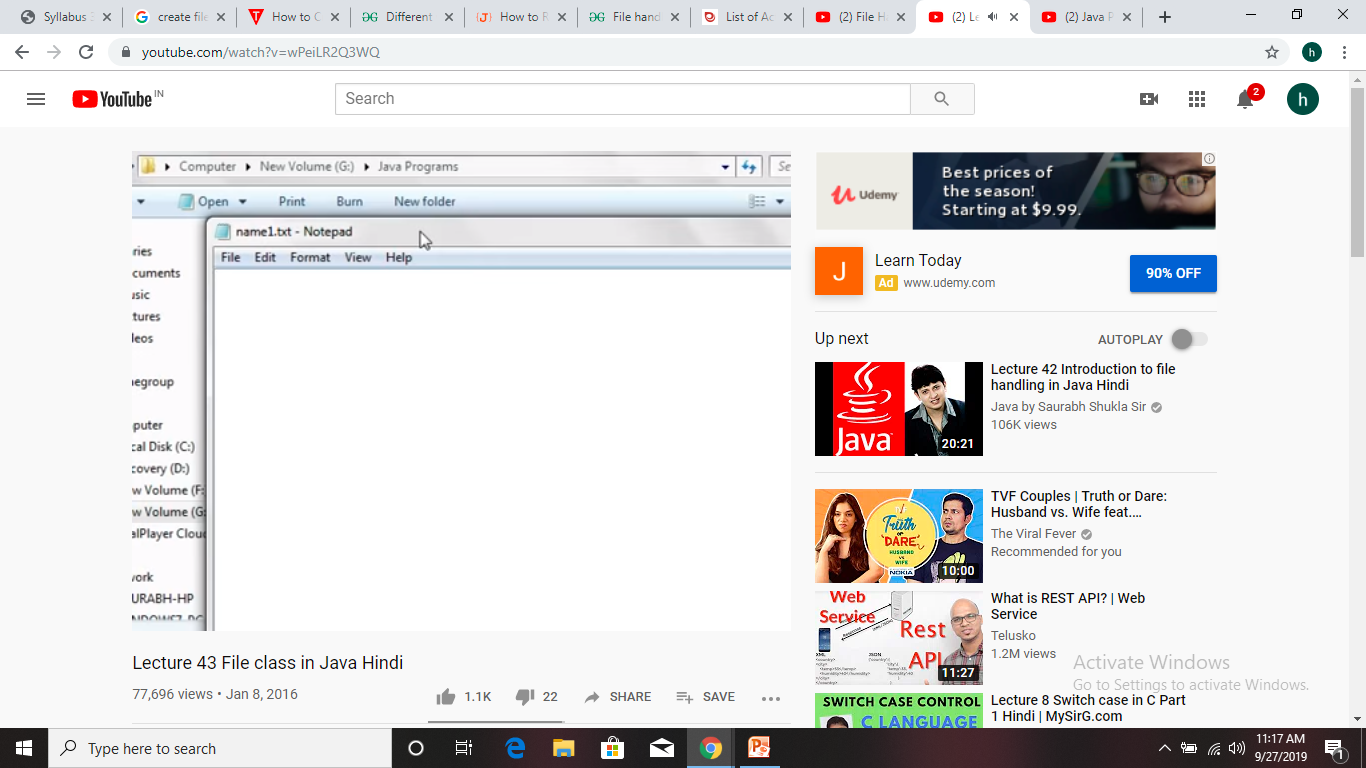 Syllabus
create file
How to C
Different
How to R
File hand
List of Ac
(2) File H
(2) Le
(2) Java P
youtube.com/watch?v=wPeiLR2Q3WQ
h
YouTube IN
Search
2
h
Computer New Volume (G:) Java Programs
Open Print Burn New folder
name1.txt - Notepad
File Edit Format View Help
ries
cuments
usic
tures
leos
egroup
puter
cal Disk (C:)
covery (D:)
w Volume (F:
w Volume (G:
alPlayer Cloud
work
URABH-HP
Udemy
Best prices of
the season!
Starting at $9.99.
J
Learn Today
Ad www.udemy.com
90% OFF
Up next
AUTOPLAY
Java
20:21
Lecture 42 Introduction to file
handling in Java Hindi
Java by Saurabh Shukla Sir
106K views
Truth
or
DARE
HUSBAND
VS
WIFE
NOKIA
10:00
TVF Couples | Truth or Dare:
Husband vs. Wife feat....
The Viral Fever
Recommended for you
Web
Service
Rest
API
XML
JSON
11:27
What is REST API? | Web
Service
Telusko
1.2M views
SWITCH CASE CONTROL
C LANGUAGE
Lecture 8 Switch case in C Part
1 Hindi | MySirG.com
Lecture 43 File class in Java Hindi
77,696 views • Jan 8, 2016
1.1K 22 SHARE SAVE
Activate Windows
Go to Settings to activate Windows.
Type here to search
11:17 AM
9/27/2019
1